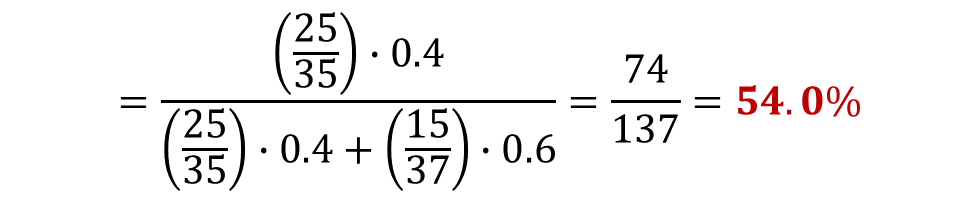 = ((25/35) · 0.4) / ((25/35) · 0.4 + (15/37) · 0.6) = 74/137 = 54.0%